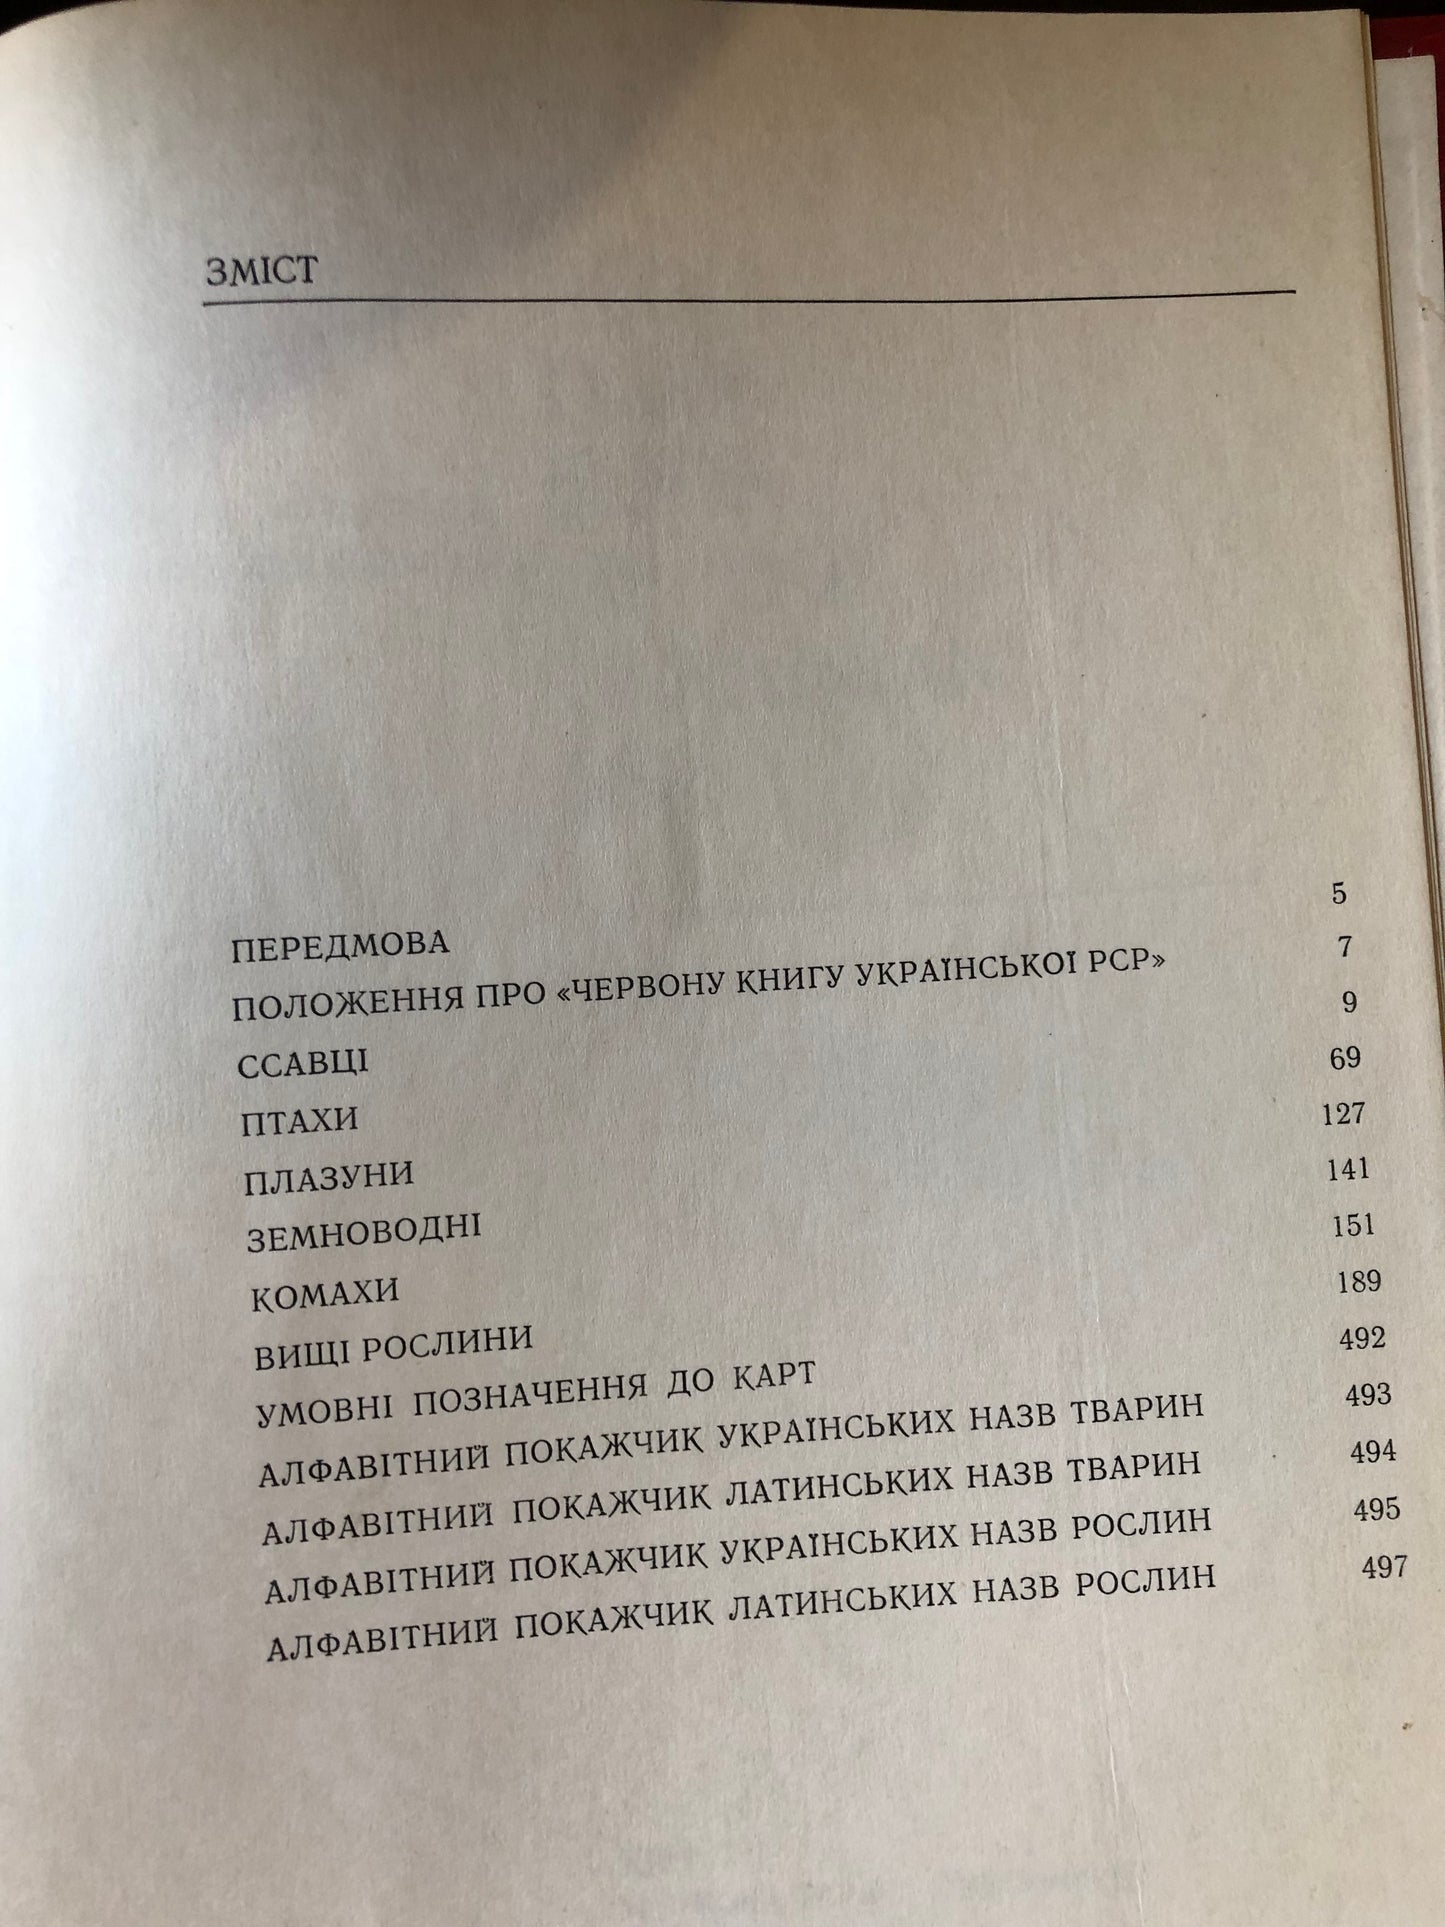 ЗМІСТ
ПЕРЕДМОВА 5
ПОЛОЖЕННЯ ПРО «ЧЕРВОНУ КНИГУ УКРАЇНСЬКОЇ РСР» 7
ССАВЦІ 9
ПТАХИ 69
ПЛАЗУНИ 127
ЗЕМНОВОДНІ 141
КОМАХИ 151
ВИЩІ РОСЛИНИ 189
УМОВНІ ПОЗНАЧЕННЯ ДО КАРТ 492
АЛФАВІТНИЙ ПОКАЖЧИК УКРАЇНСЬКИХ НАЗВ ТВАРИН 493
АЛФАВІТНИЙ ПОКАЖЧИК ЛАТИНСЬКИХ НАЗВ ТВАРИН 494
АЛФАВІТНИЙ ПОКАЖЧИК УКРАЇНСЬКИХ НАЗВ РОСЛИН 495
АЛФАВІТНИЙ ПОКАЖЧИК ЛАТИНСЬКИХ НАЗВ РОСЛИН 497